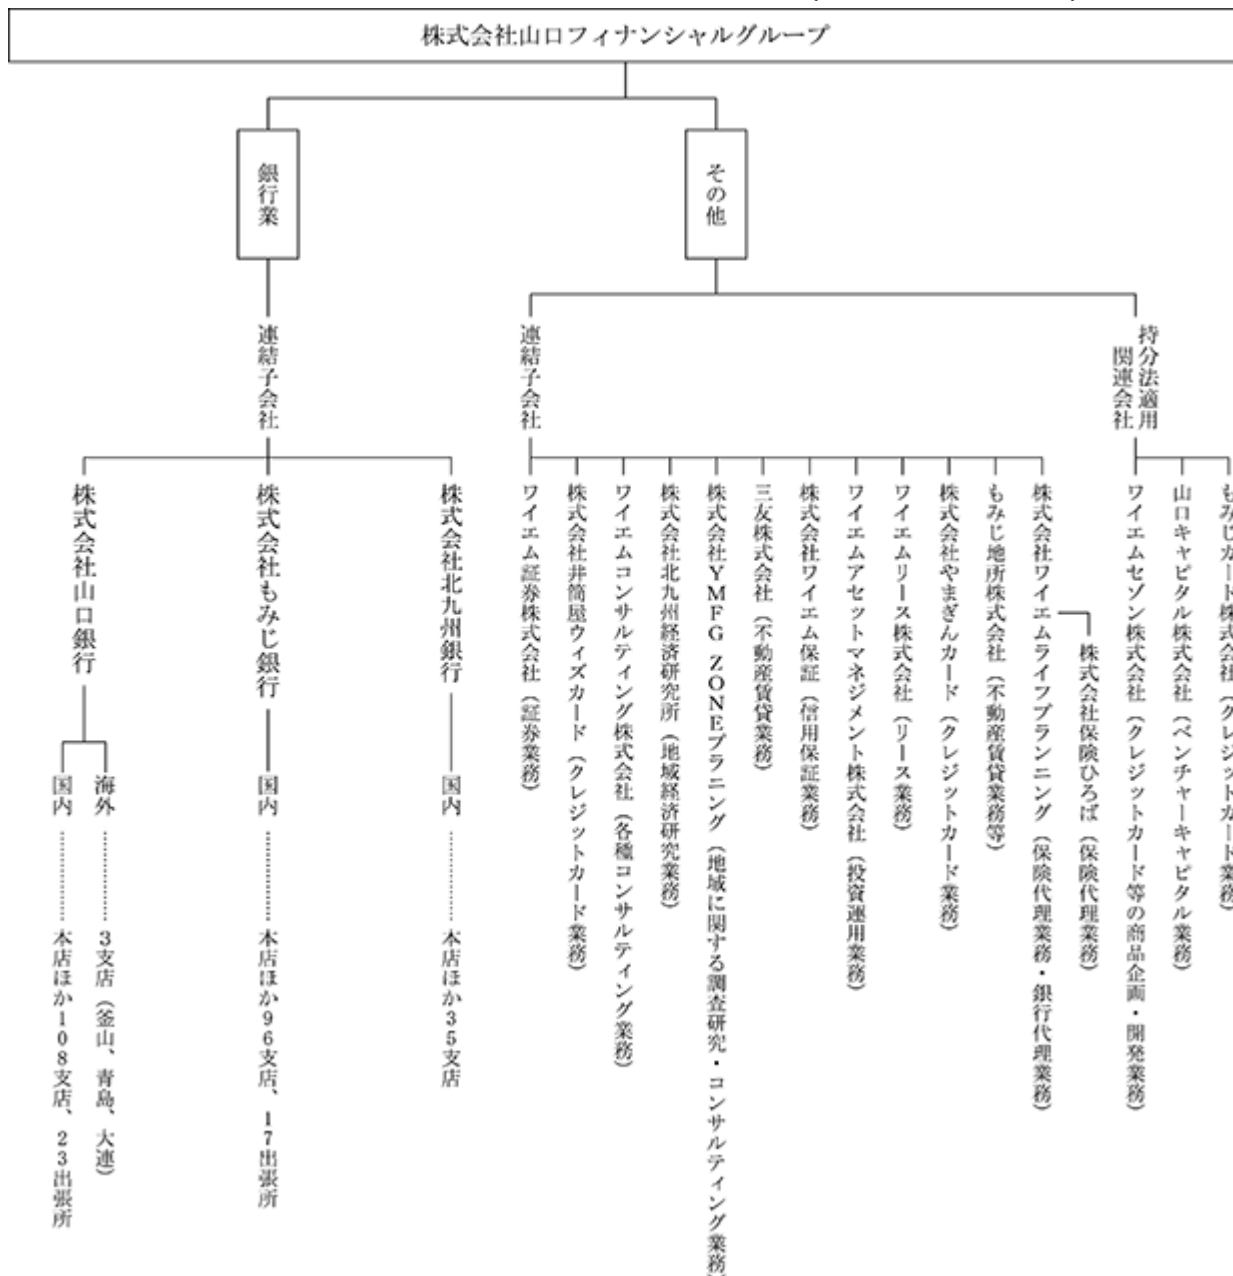 株式会社山口フィナンシャルグループ
銀行業
その他
連結子会社
連結子会社
持分法適用
関連会社
株式会社山口銀行
株式会社もみじ銀行
株式会社北九州銀行
国内
本店ほか108支店、23出張所
海外
3支店(釜山、青島、大連)
国内
本店ほか96支店、17出張所
国内
本店ほか35支店
ワイエム証券株式会社(証券業務)
株式会社井筒屋ウィズカード(クレジットカード業務)
ワイエムコンサルティング株式会社(各種コンサルティング業務)
株式会社北九州経済研究所(地域経済研究業務)
株式会社YMFG ZONEプラニング(地域に関する調査研究・コンサルティング業務)
三友株式会社(不動産賃貸業務)
株式会社ワイエム保証(信用保証業務)
ワイエムアセットマネジメント株式会社(投資運用業務)
ワイエムリース株式会社(リース業務)
株式会社やまぎんカード(クレジットカード業務)
もみじ地所株式会社(不動産賃貸業務等)
株式会社ワイエムライフプランニング(保険代理業務・銀行代理業務)
株式会社保険ひろば(保険代理業務)
ワイエムセゾン株式会社(クレジットカード等の商品企画・開発業務)
山口キャピタル株式会社(ベンチャーキャピタル業務)
もみじカード株式会社(クレジットカード業務)